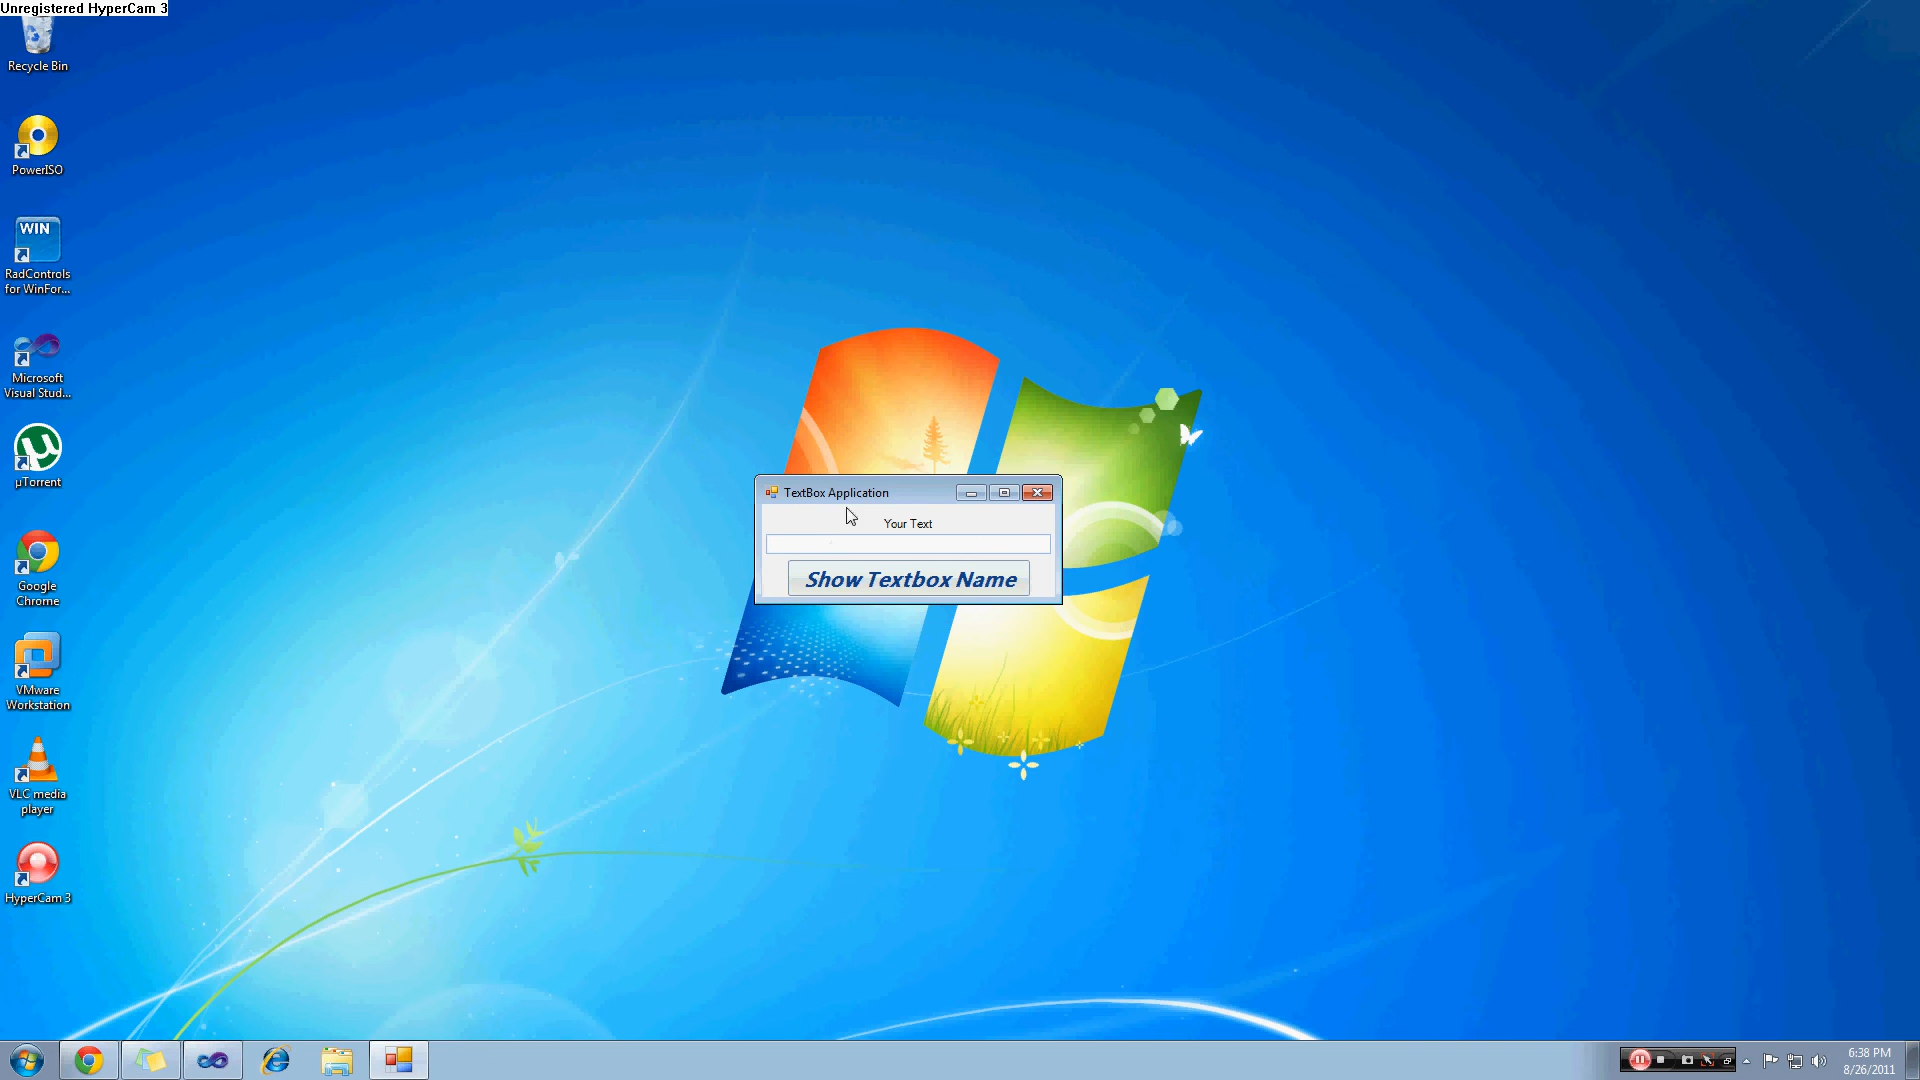 Unregistered HyperCam 3
Recycle Bin
PowerISO
WIN
RadControls
for WinFor...
Microsoft
Visual Stud...
µTorrent
Google
Chrome
VMware
Workstation
VLC media
player
HyperCam 3
TextBox Application
Your Text
Show Textbox Name
6:38 PM
8/26/2011